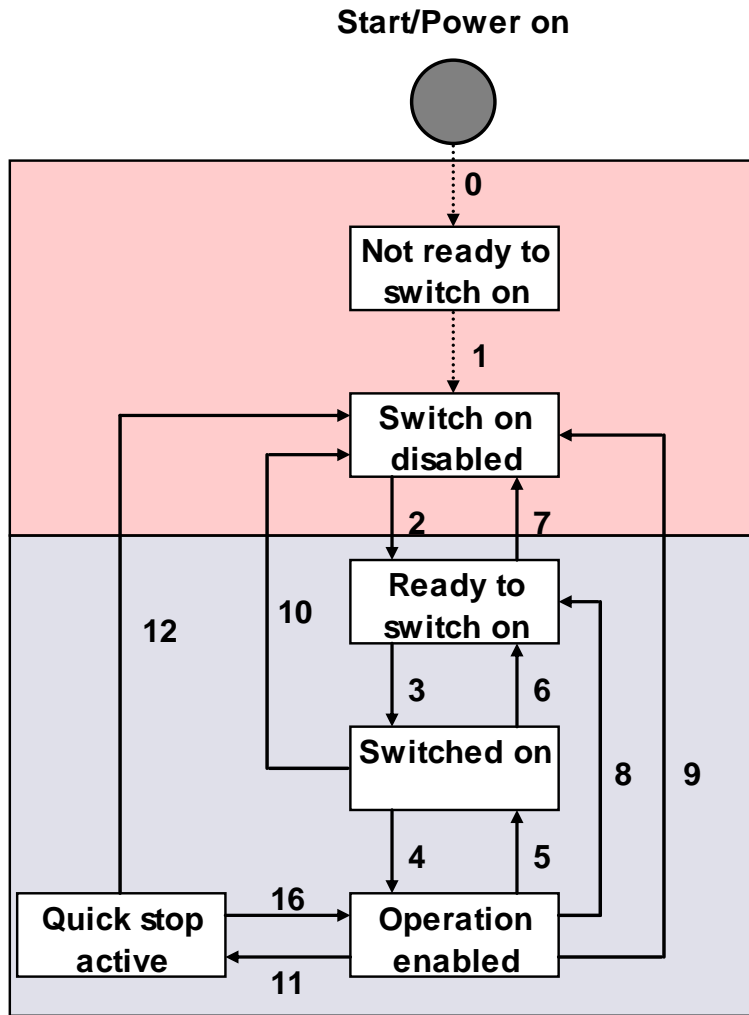 Start/Power on
0
Not ready to
switch on
1
Switch on
disabled
2
7
Ready to
switch on
12
10
3
6
Switched on
8
9
4
5
16
Quick stop
active
Operation
enabled
11